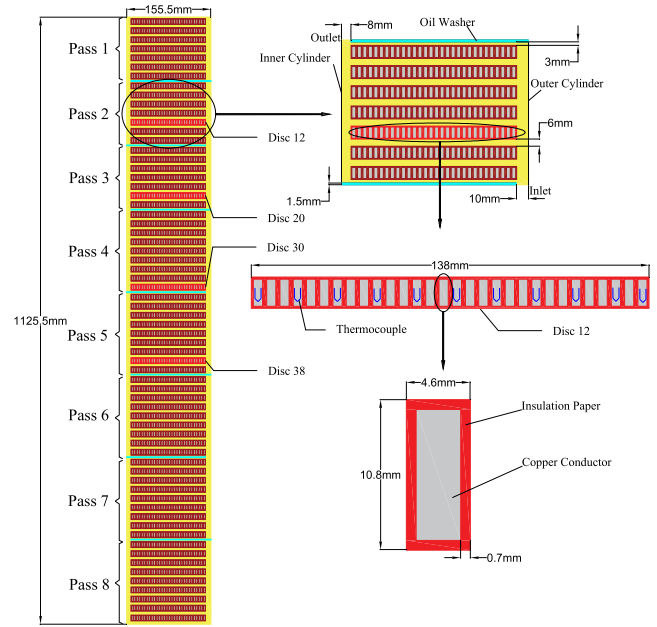 155.5mm
Pass 1
Pass 2
Pass 3
Pass 4
Pass 5
Pass 6
Pass 7
Pass 8
1125.5mm
Disc 12
Disc 20
Disc 30
Disc 38
Outlet
8mm
Oil Washer
Inner Cylinder
3mm
Outer Cylinder
6mm
1.5mm
10mm
Inlet
138mm
Thermocouple
Disc 12
4.6mm
Insulation Paper
Copper Conductor
10.8mm
0.7mm